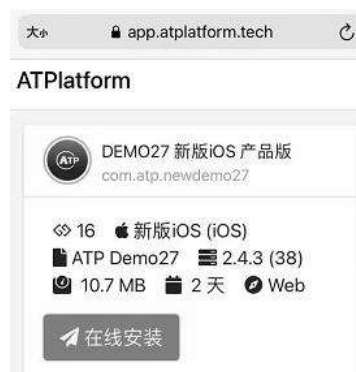 大小 app.atplatform.tech
ATPlatform
ATP
DEMO27 新版iOS 产品版
com.atp.newdemo27
16 新版iOS (iOS)
ATP Demo27 2.4.3 (38)
10.7 MB 2 天 Web
在线安装